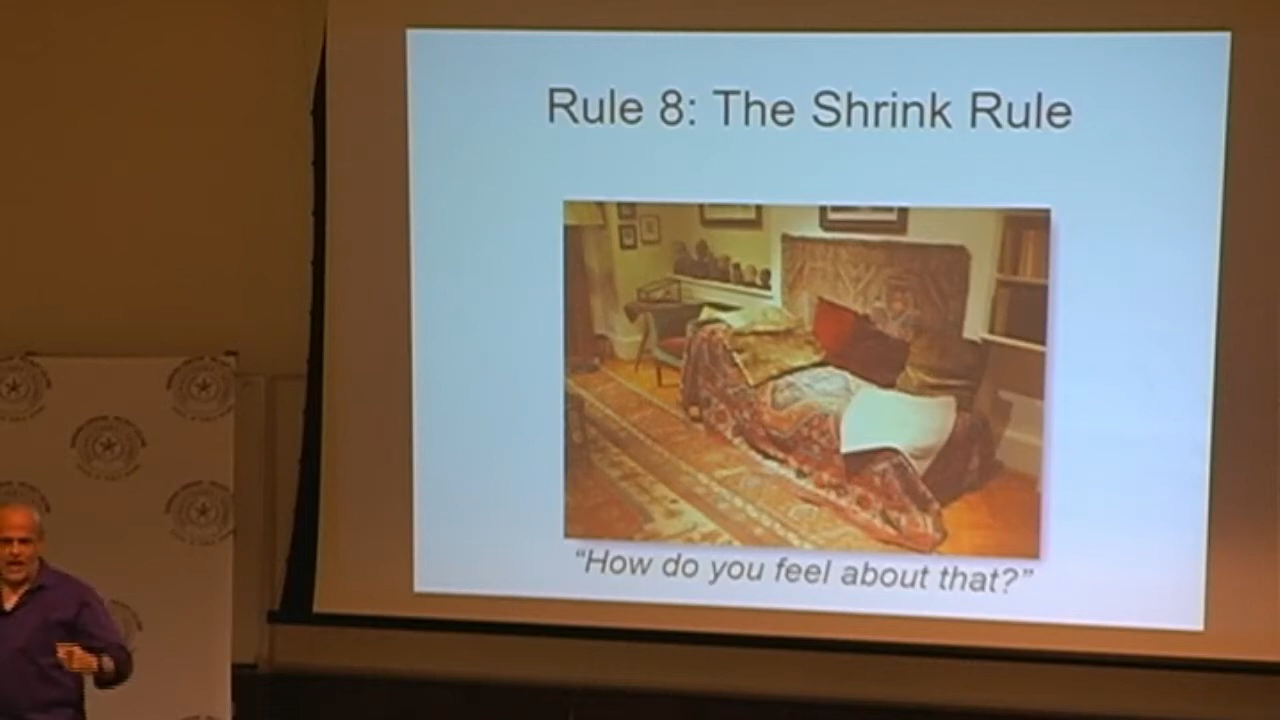 Rule 8: The Shrink Rule
“How do you feel about that?”